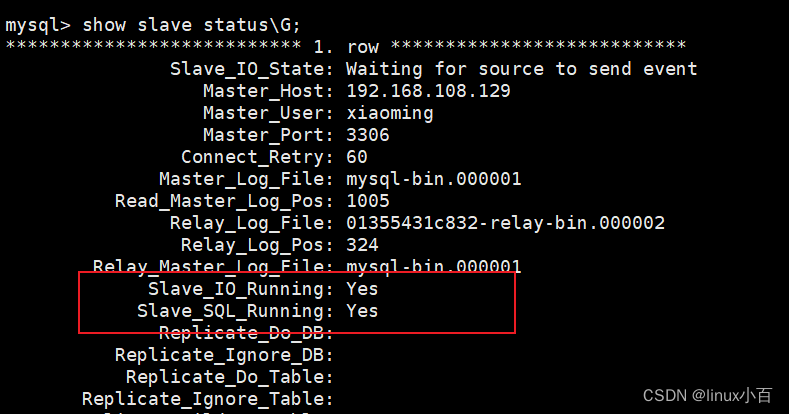 mysql> show slave status\G;
*************************** 1. row ***************************
Slave_IO_State: Waiting for source to send event
Master_Host: 192.168.108.129
Master_User: xiaoming
Master_Port: 3306
Connect_Retry: 60
Master_Log_File: mysql-bin.000001
Read_Master_Log_Pos: 1005
Relay_Log_File: 01355431c832-relay-bin.000002
Relay_Log_Pos: 324
Relay_Master_Log_File: mysql-bin.000001
Slave_IO_Running: Yes
Slave_SQL_Running: Yes
Replicate_Do_DB:
Replicate_Ignore_DB:
Replicate_Do_Table:
Replicate_Ignore_Table:
CSDN @linux小百